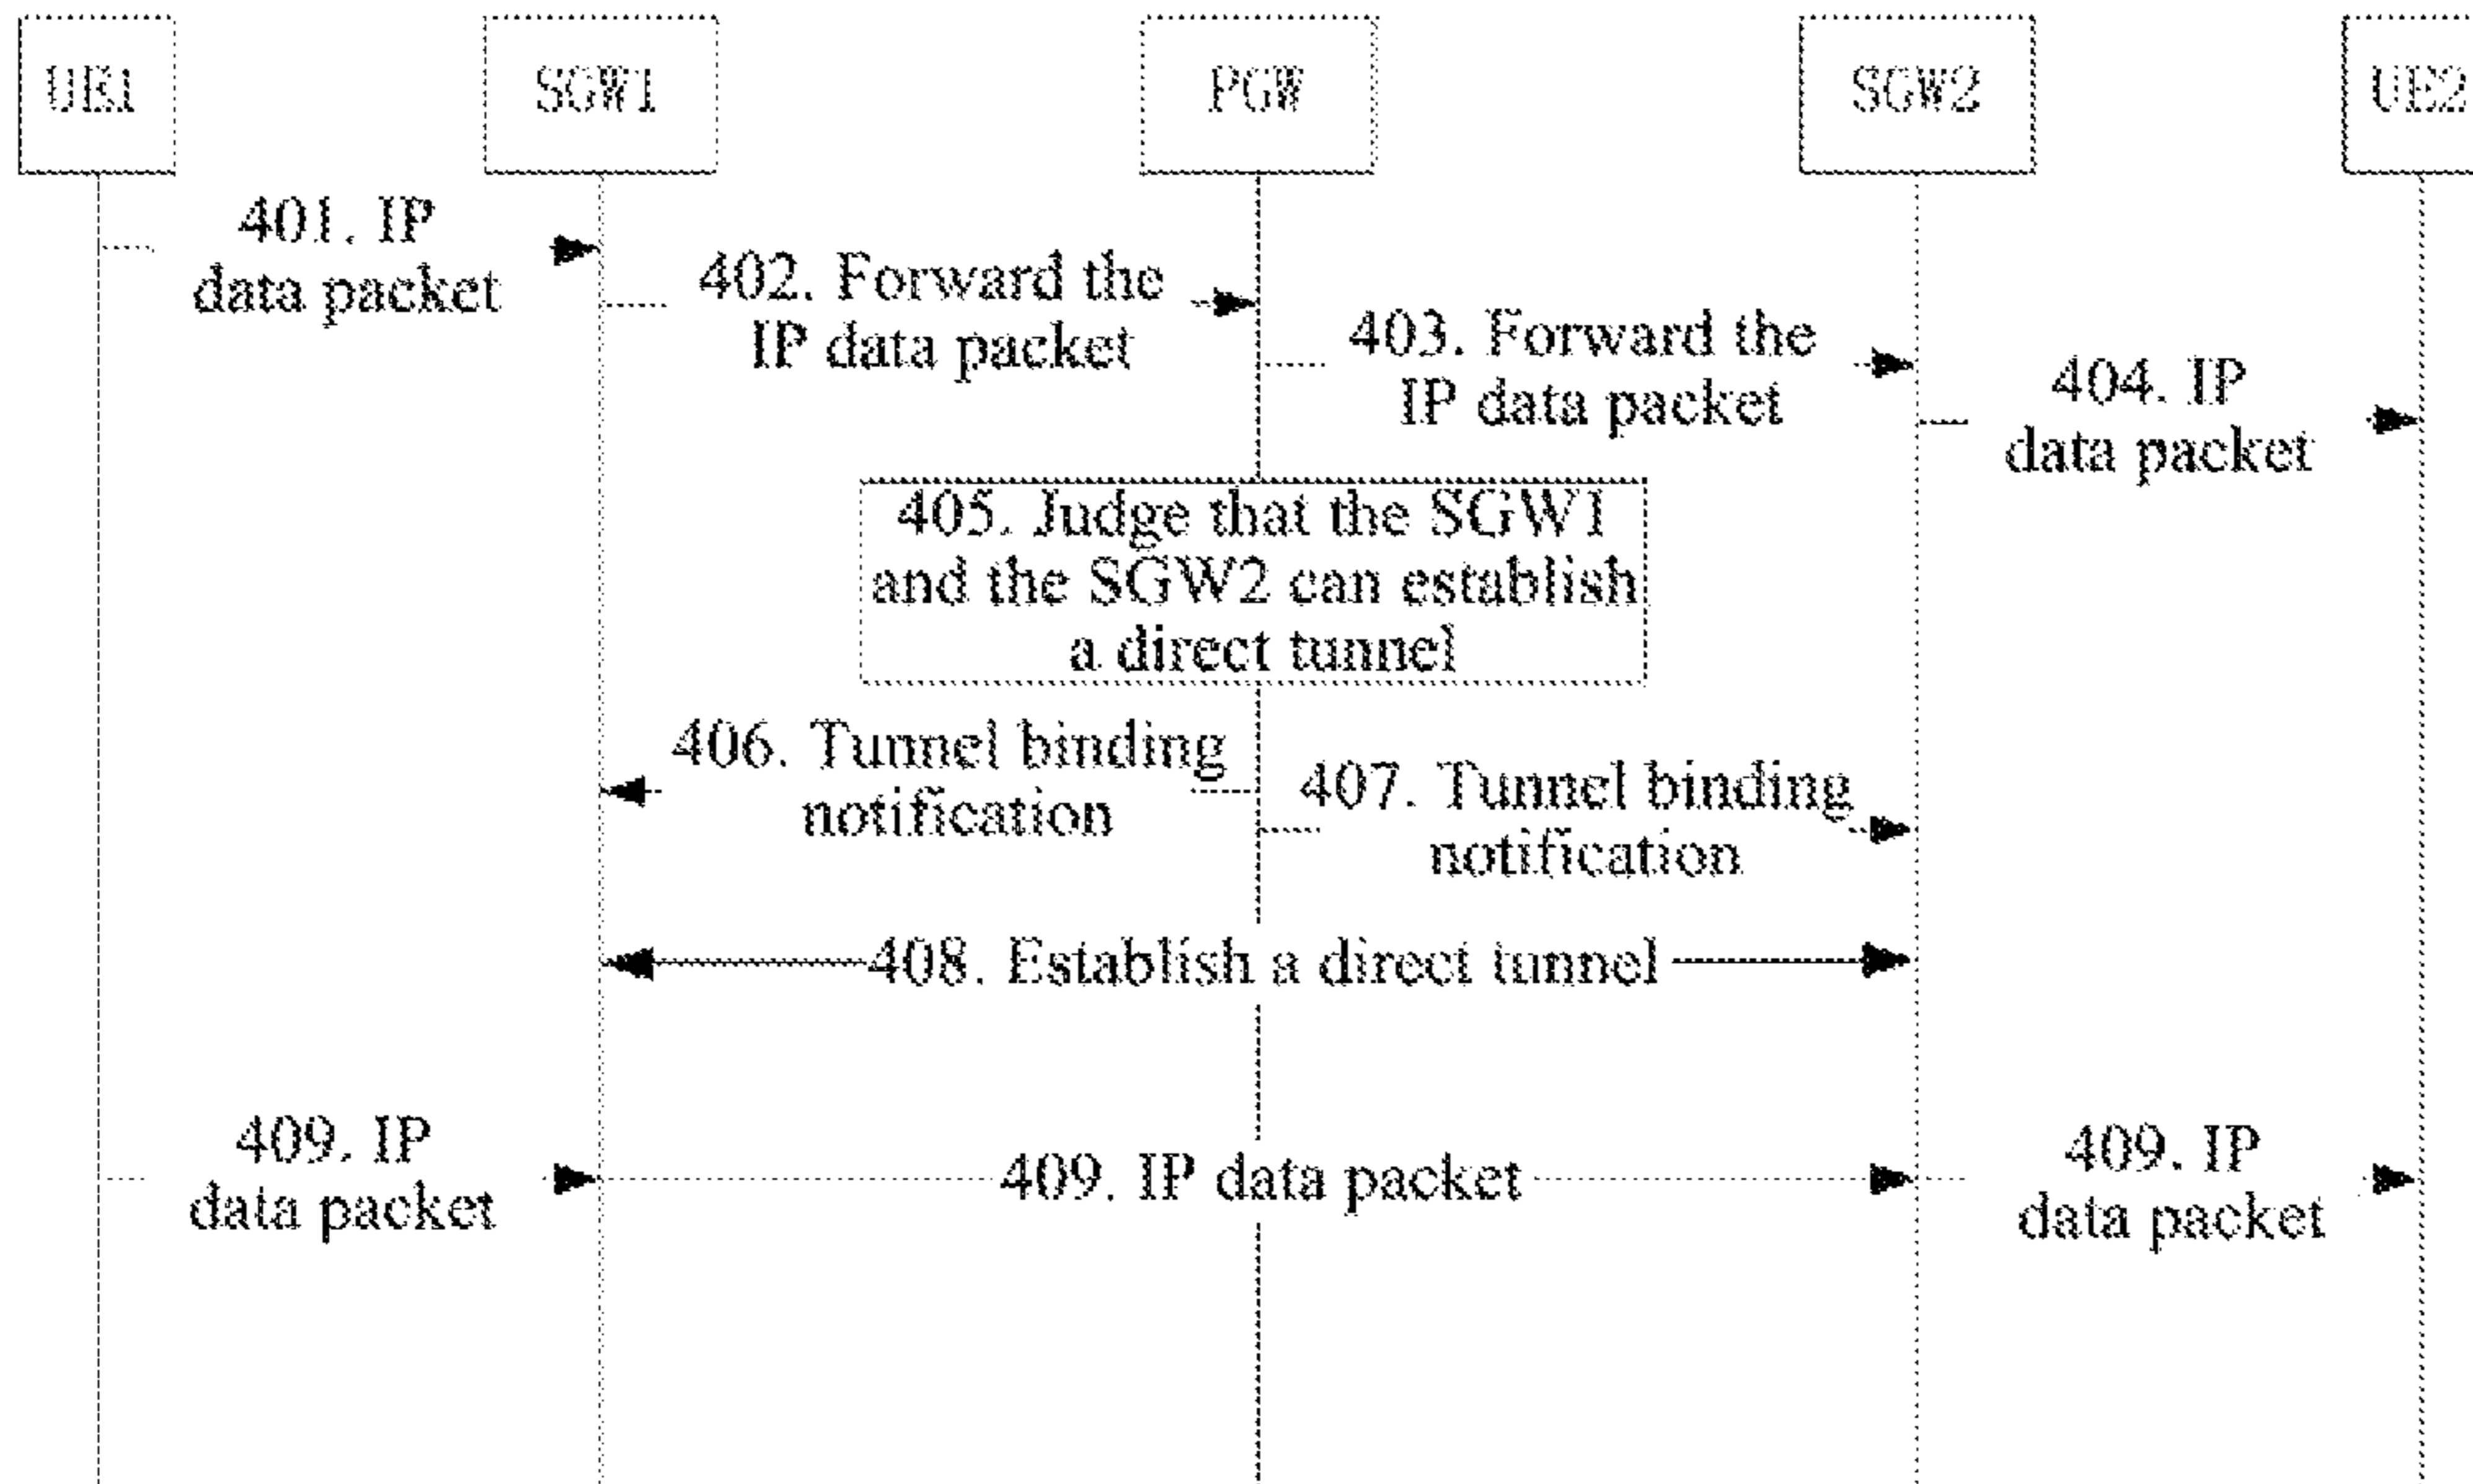 UE1
SGW1
PGW
SGW2
UE2
401. IP
data packet
402. Forward the
IP data packet
403. Forward the
IP data packet
404. IP
data packet
405. Judge that the SGW1
and the SGW2 can establish
a direct tunnel
406. Tunnel binding
notification
407. Tunnel binding
notification
408. Establish a direct tunnel
409. IP
data packet
409. IP data packet
409. IP
data packet